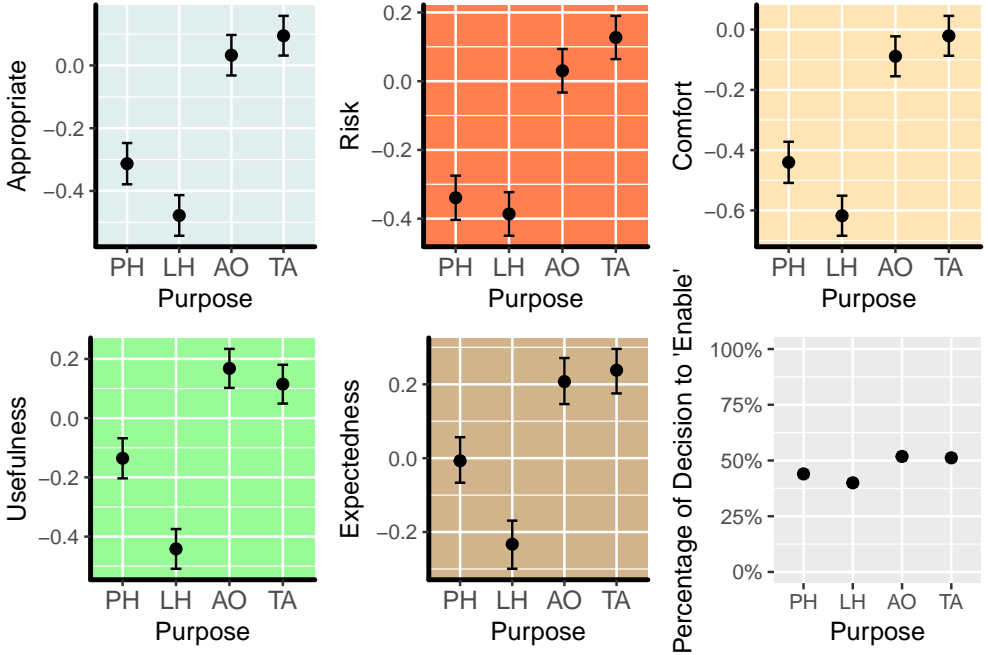 Appropriate
0.0
−0.2
−0.4
PH LH AO TA
Purpose
Risk
0.2
0.0
−0.2
−0.4
PH LH AO TA
Purpose
Comfort
0.0
−0.2
−0.4
−0.6
PH LH AO TA
Purpose
Usefulness
0.2
0.0
−0.2
−0.4
PH LH AO TA
Purpose
Expectedness
0.2
0.0
−0.2
PH LH AO TA
Purpose
Percentage of Decision to 'Enable'
100%
75%
50%
25%
0%
PH LH AO TA
Purpose